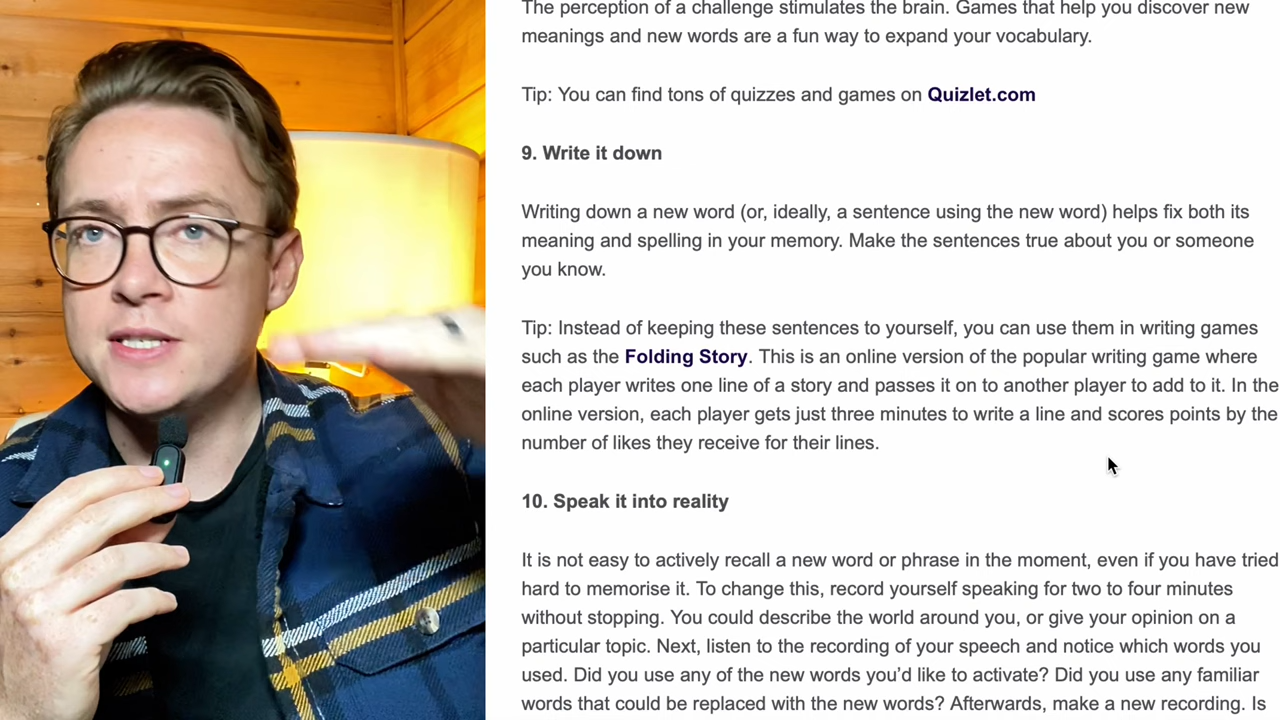 The perception of a challenge stimulates the brain. Games that help you discover new
meanings and new words are a fun way to expand your vocabulary.
Tip: You can find tons of quizzes and games on Quizlet.com
9. Write it down
Writing down a new word (or, ideally, a sentence using the new word) helps fix both its
meaning and spelling in your memory. Make the sentences true about you or someone
you know.
Tip: Instead of keeping these sentences to yourself, you can use them in writing games
such as the Folding Story. This is an online version of the popular writing game where
each player writes one line of a story and passes it on to another player to add to it. In the
online version, each player gets just three minutes to write a line and scores points by the
number of likes they receive for their lines.
10. Speak it into reality
It is not easy to actively recall a new word or phrase in the moment, even if you have tried
hard to memorise it. To change this, record yourself speaking for two to four minutes
without stopping. You could describe the world around you, or give your opinion on a
particular topic. Next, listen to the recording of your speech and notice which words you
used. Did you use any of the new words you’d like to activate? Did you use any familiar
words that could be replaced with the new words? Afterwards, make a new recording. Is